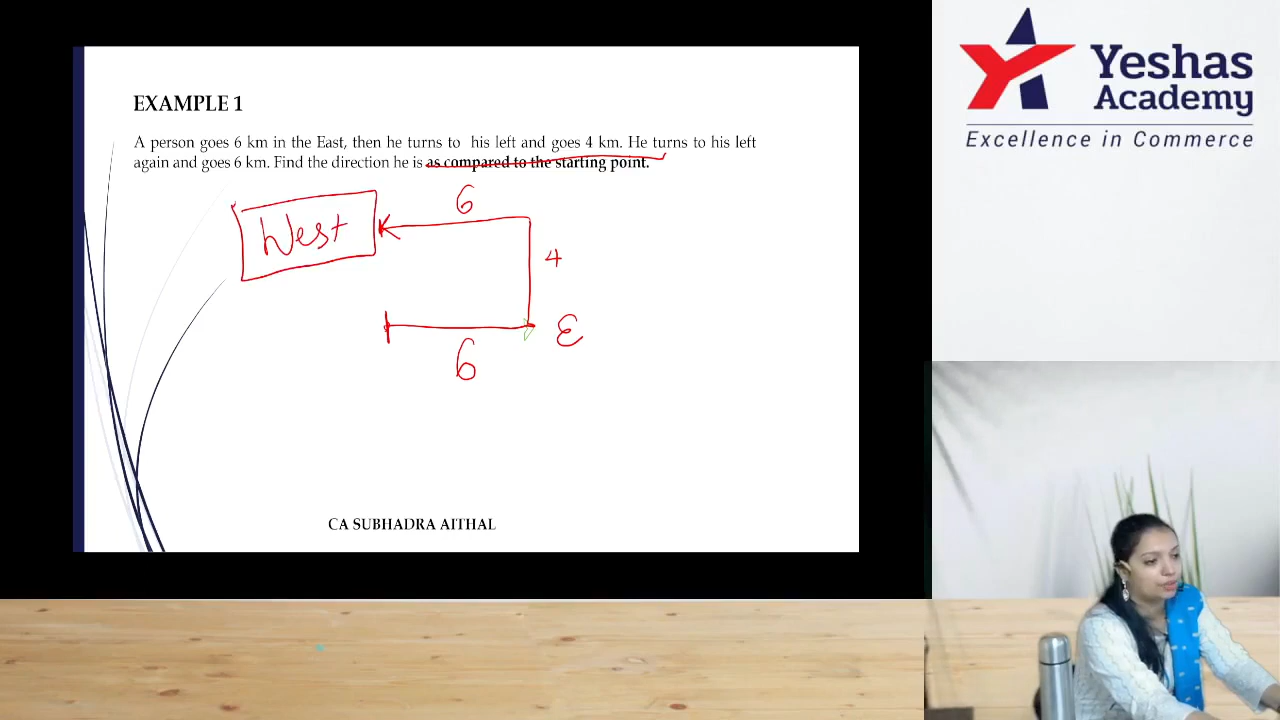 EXAMPLE 1
A person goes 6 km in the East, then he turns to his left and goes 4 km. He turns to his left
again and goes 6 km. Find the direction he is as compared to the starting point.
6
West
4
E
6
CA SUBHADRA AITHAL
Yeshas
Academy
Excellence in Commerce